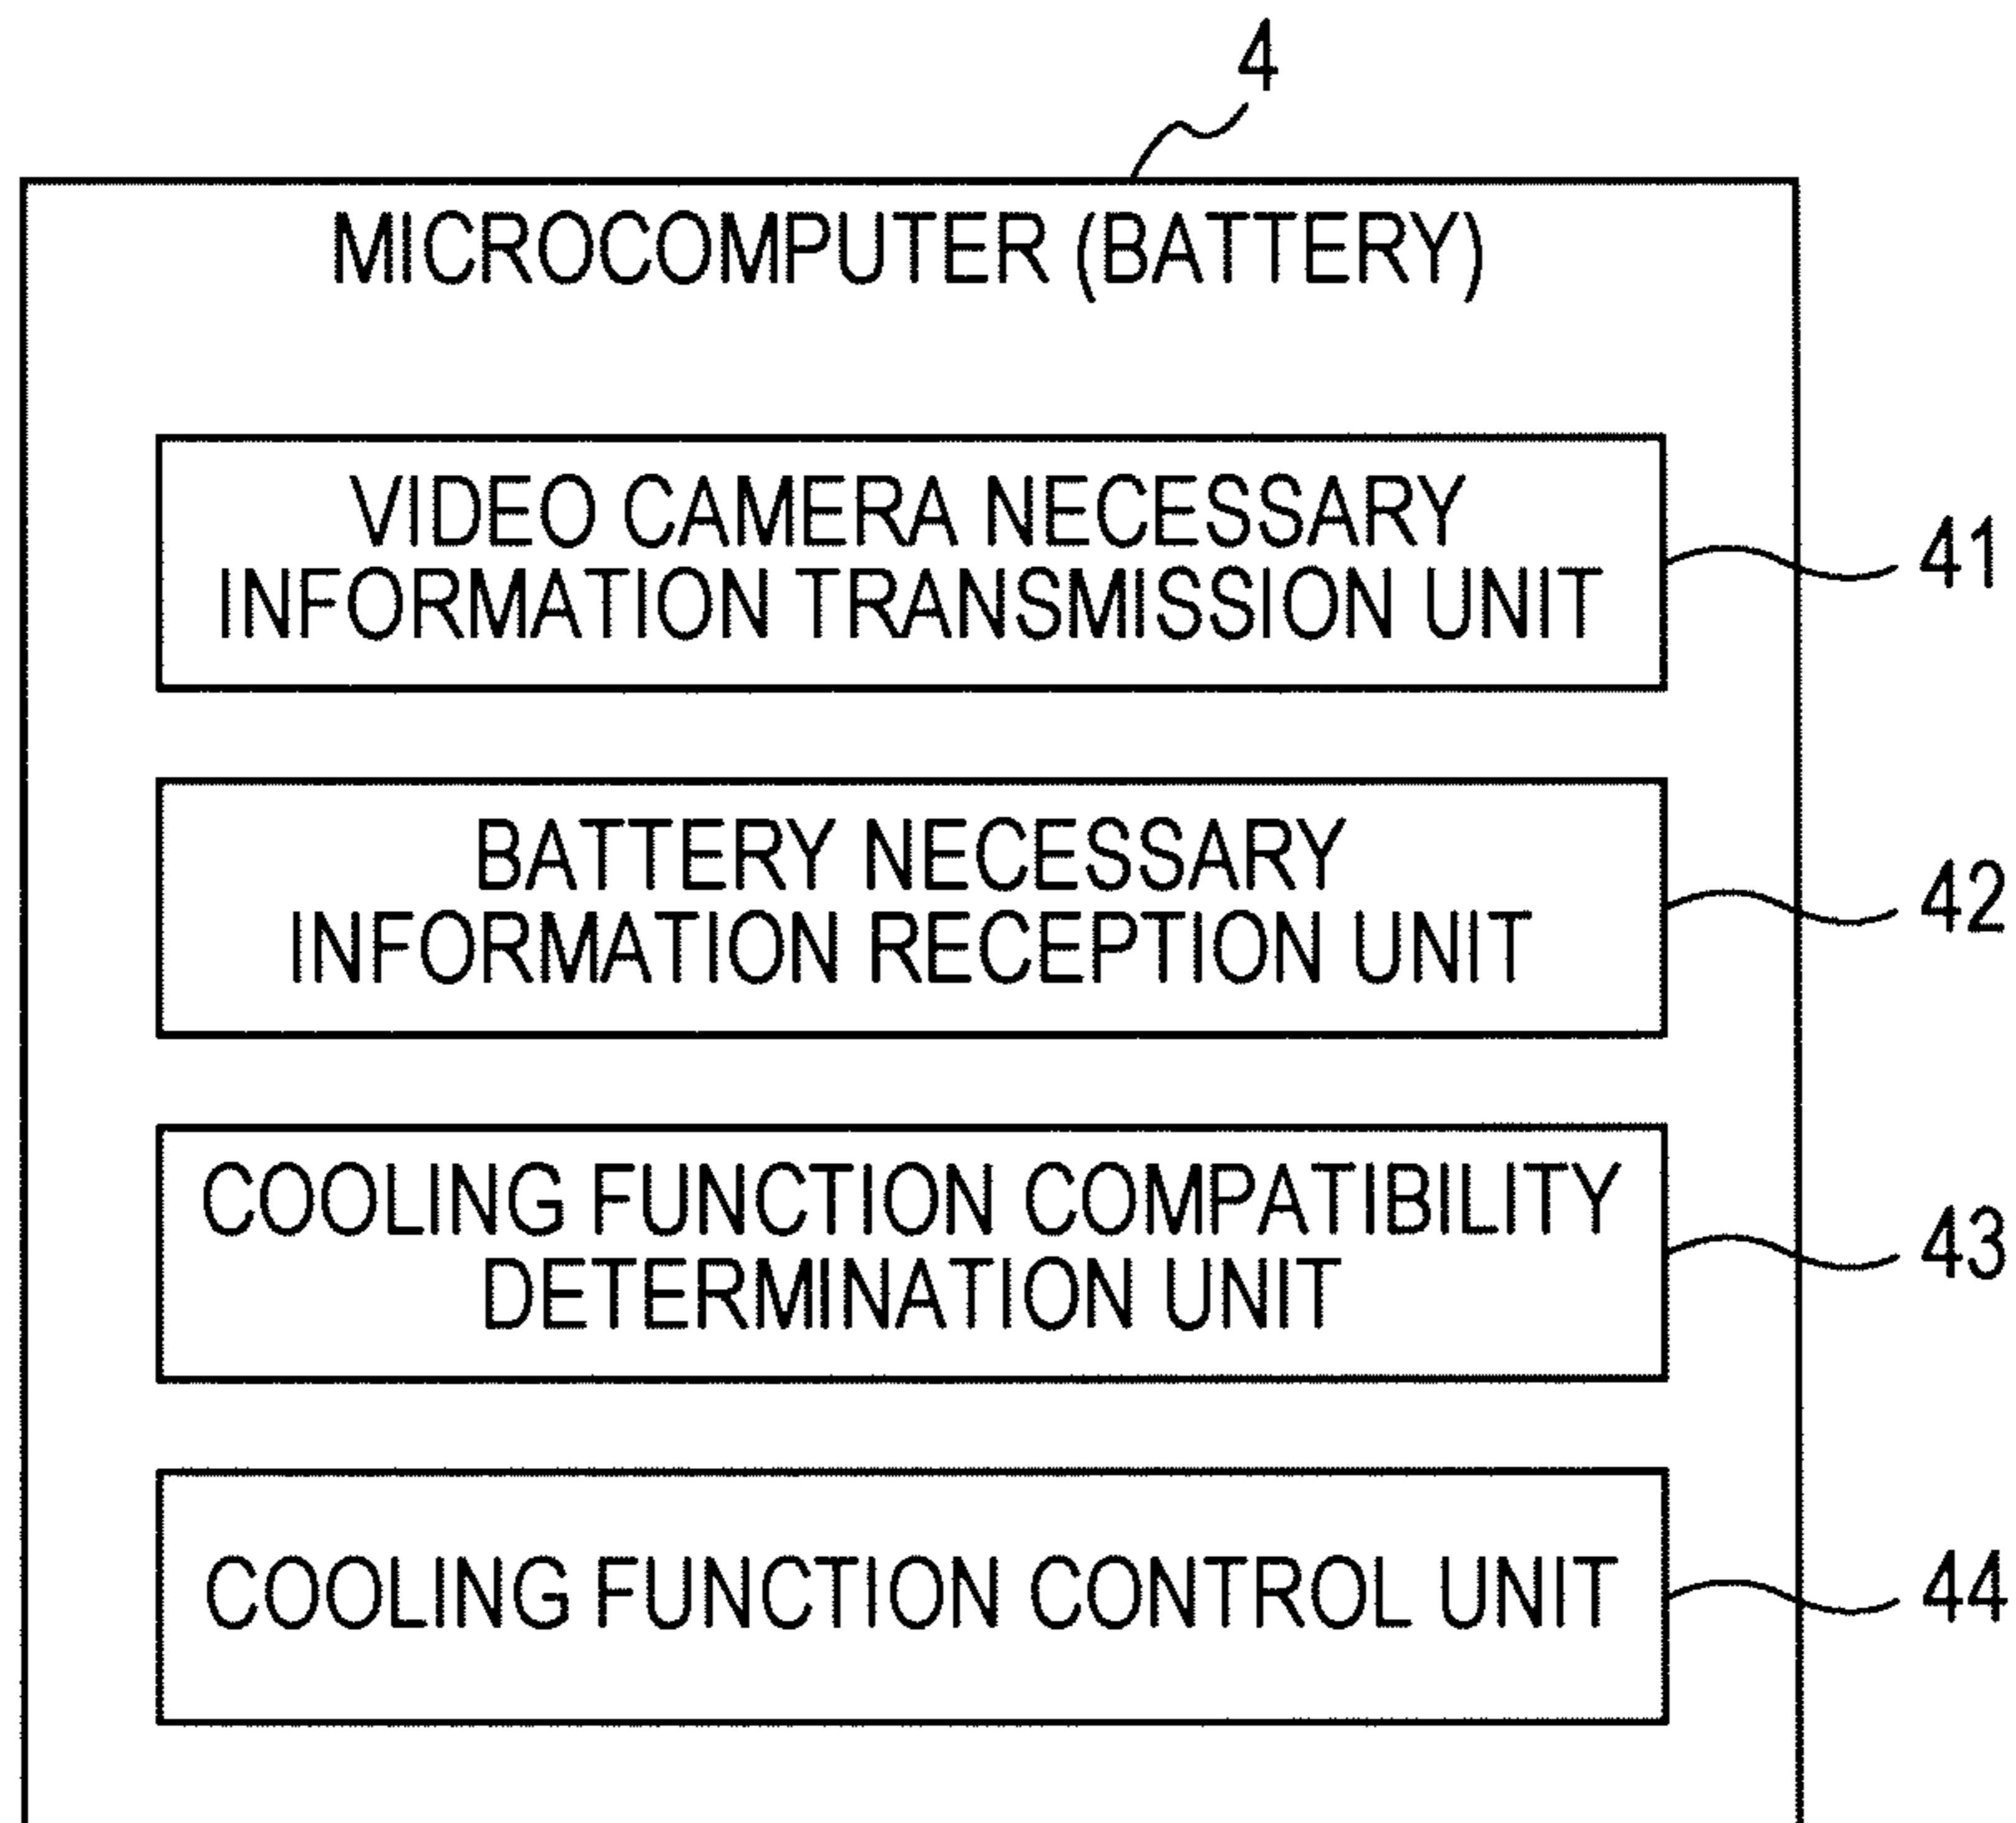 4
MICROCOMPUTER (BATTERY)
VIDEO CAMERA NECESSARY
INFORMATION TRANSMISSION UNIT
41
BATTERY NECESSARY
INFORMATION RECEPTION UNIT
42
COOLING FUNCTION COMPATIBILITY
DETERMINATION UNIT
43
COOLING FUNCTION CONTROL UNIT
44